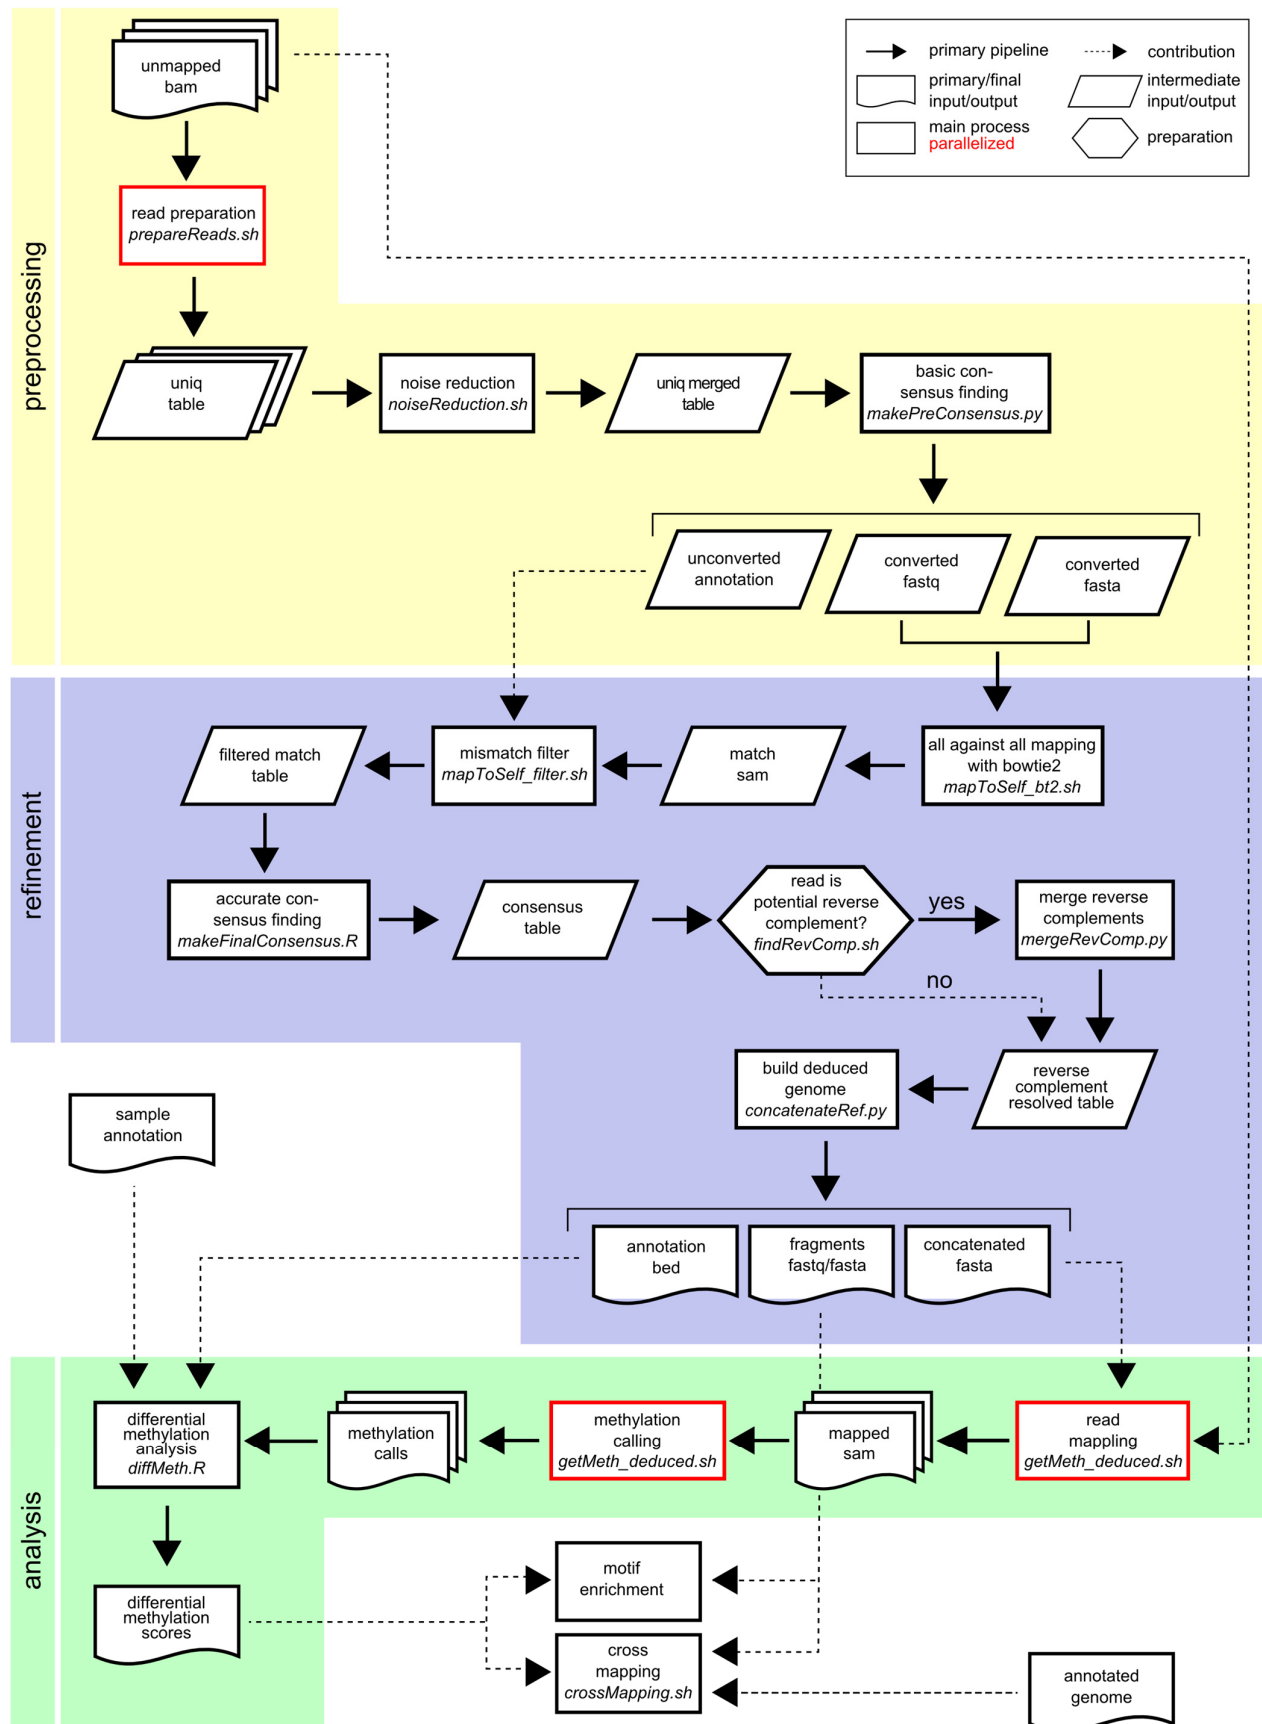 unmapped
bam
primary pipeline
contribution
primary/final
input/output
intermediate
input/output
main process
parallelized
preparation
preprocessing
read preparation
prepareReads.sh
uniq
table
noise reduction
noiseReduction.sh
uniq merged
table
basic con-
sensus finding
makePreConsensus.py
unconverted
annotation
converted
fastq
converted
fasta
refinement
filtered match
table
mismatch filter
mapToSelf_filter.sh
match
sam
all against all mapping
with bowtie2
mapToSelf_bt2.sh
accurate con-
sensus finding
makeFinalConsensus.R
consensus
table
read is
potential reverse
complement?
findRevComp.sh
yes
no
merge reverse
complements
mergeRevComp.py
build deduced
genome
concatenateRef.py
reverse
complement
resolved table
sample
annotation
annotation
bed
fragments
fastq/fasta
concatenated
fasta
analysis
differential
methylation
analysis
diffMeth.R
methylation
calls
methylation
calling
getMeth_deduced.sh
mapped
sam
read
mappling
getMeth_deduced.sh
differential
methylation
scores
motif
enrichment
cross
mapping
crossMapping.sh
annotated
genome